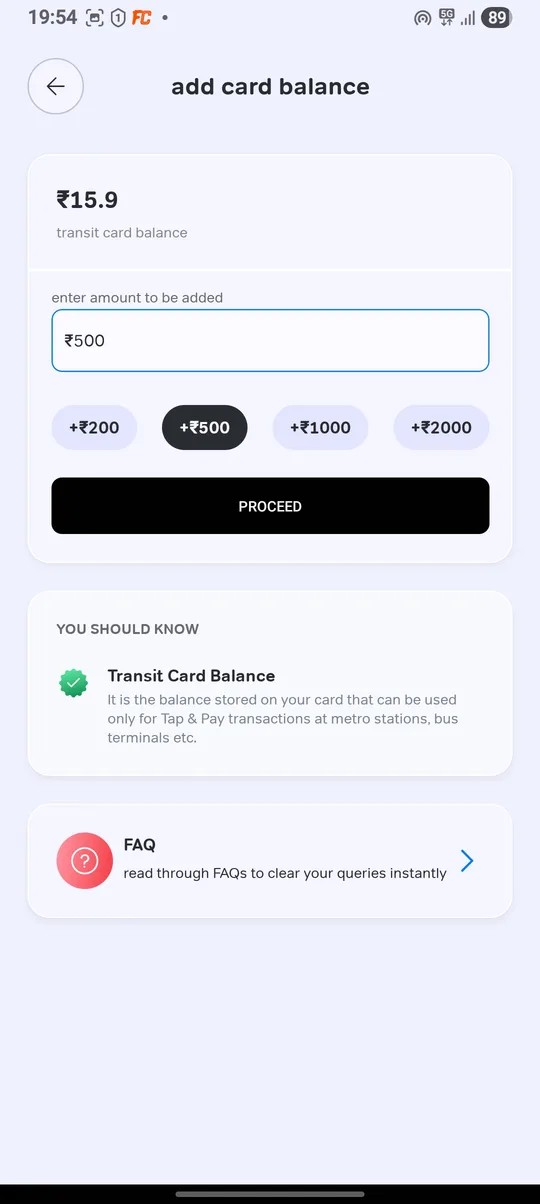 19:54 1 FC 5G 89
add card balance
₹15.9
transit card balance
enter amount to be added
₹500
+₹200 +₹500 +₹1000 +₹2000
PROCEED
YOU SHOULD KNOW
Transit Card Balance
It is the balance stored on your card that can be used
only for Tap & Pay transactions at metro stations, bus
terminals etc.
FAQ
? read through FAQs to clear your queries instantly